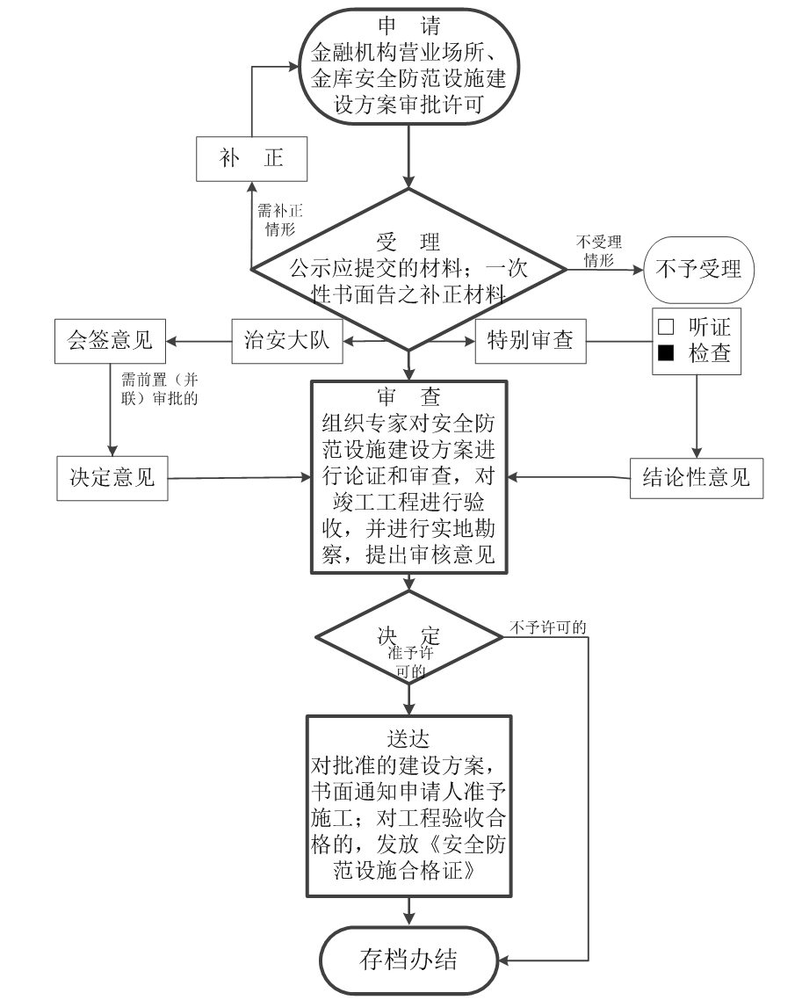 申 请
金融机构营业场所、
金库安全防范设施建
设方案审批许可
补 正
需补正
情形
受 理
公示应提交的材料；一次
性书面告之补正材料
不受理
情形
不予受理
会签意见
治安大队
特别审查
□ 听证
■ 检查
需前置（并
联）审批的
决定意见
审 查
组织专家对安全防
范设施建设方案进
行论证和审查，对
竣工工程进行验
收，并进行实地勘
察，提出审核意见
结论性意见
决 定
准予许
可的
不予许可的
送达
对批准的建设方案，
书面通知申请人准予
施工；对工程验收合
格的，发放《安全防
范设施合格证》
存档办结